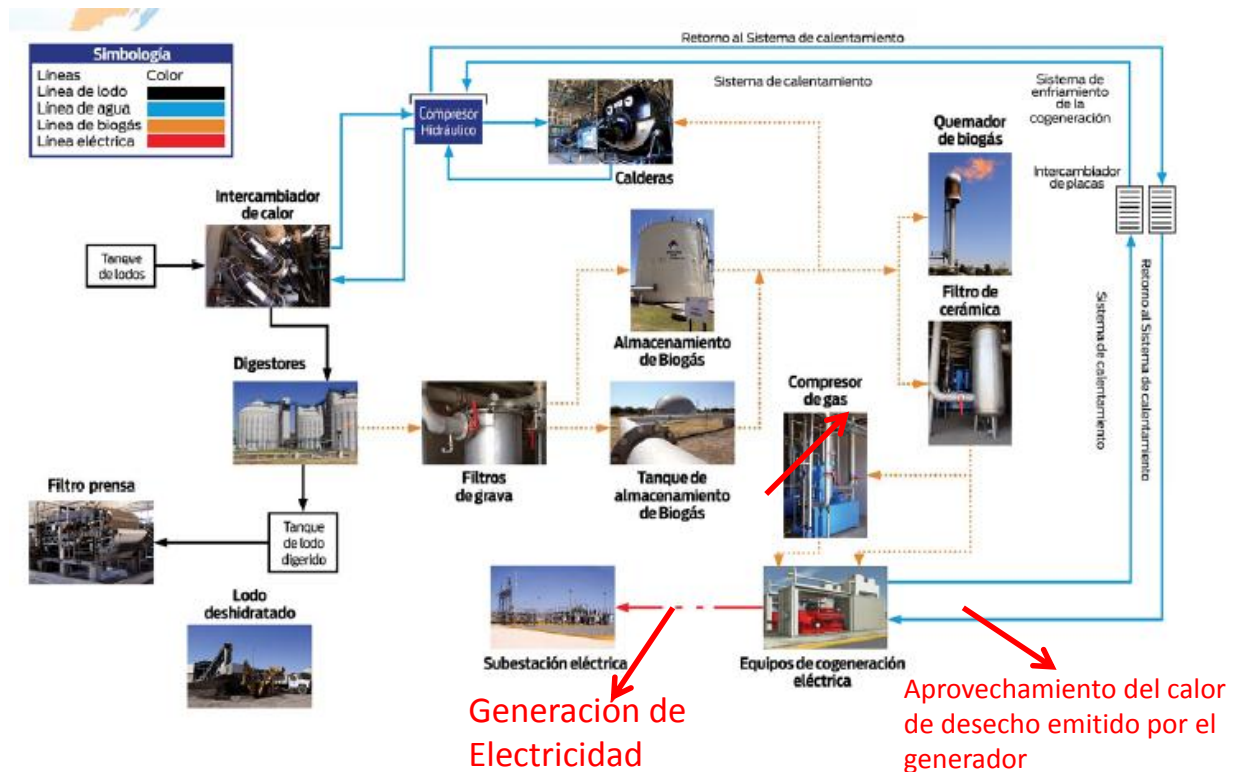 Simbología
Líneas Color
Línea de lodo
Línea de agua
Línea de biogás
Línea eléctrica
Retorno al Sistema de calentamiento
Sistema de calentamiento
Sistema de
enfriamiento
de la
cogeneración
Compresor
Hidráulico
Calderas
Quemador
de biogás
Intercambiador
de placas
Intercambiador
de calor
Tanque
de lodos
Almacenamiento
de Biogás
Filtro de
cerámica
Sistema de calentamiento
Retorno al Sistema de calentamiento
Digestores
Compresor
de gas
Filtros
de grava
Tanque de
almacenamiento
de Biogás
Filtro prensa
Tanque
de lodo
digerido
Lodo
deshidratado
Subestación eléctrica
Equipos de cogeneración
eléctrica
Generación de
Electricidad
Aprovechamiento del calor
de desecho emitido por el
generador